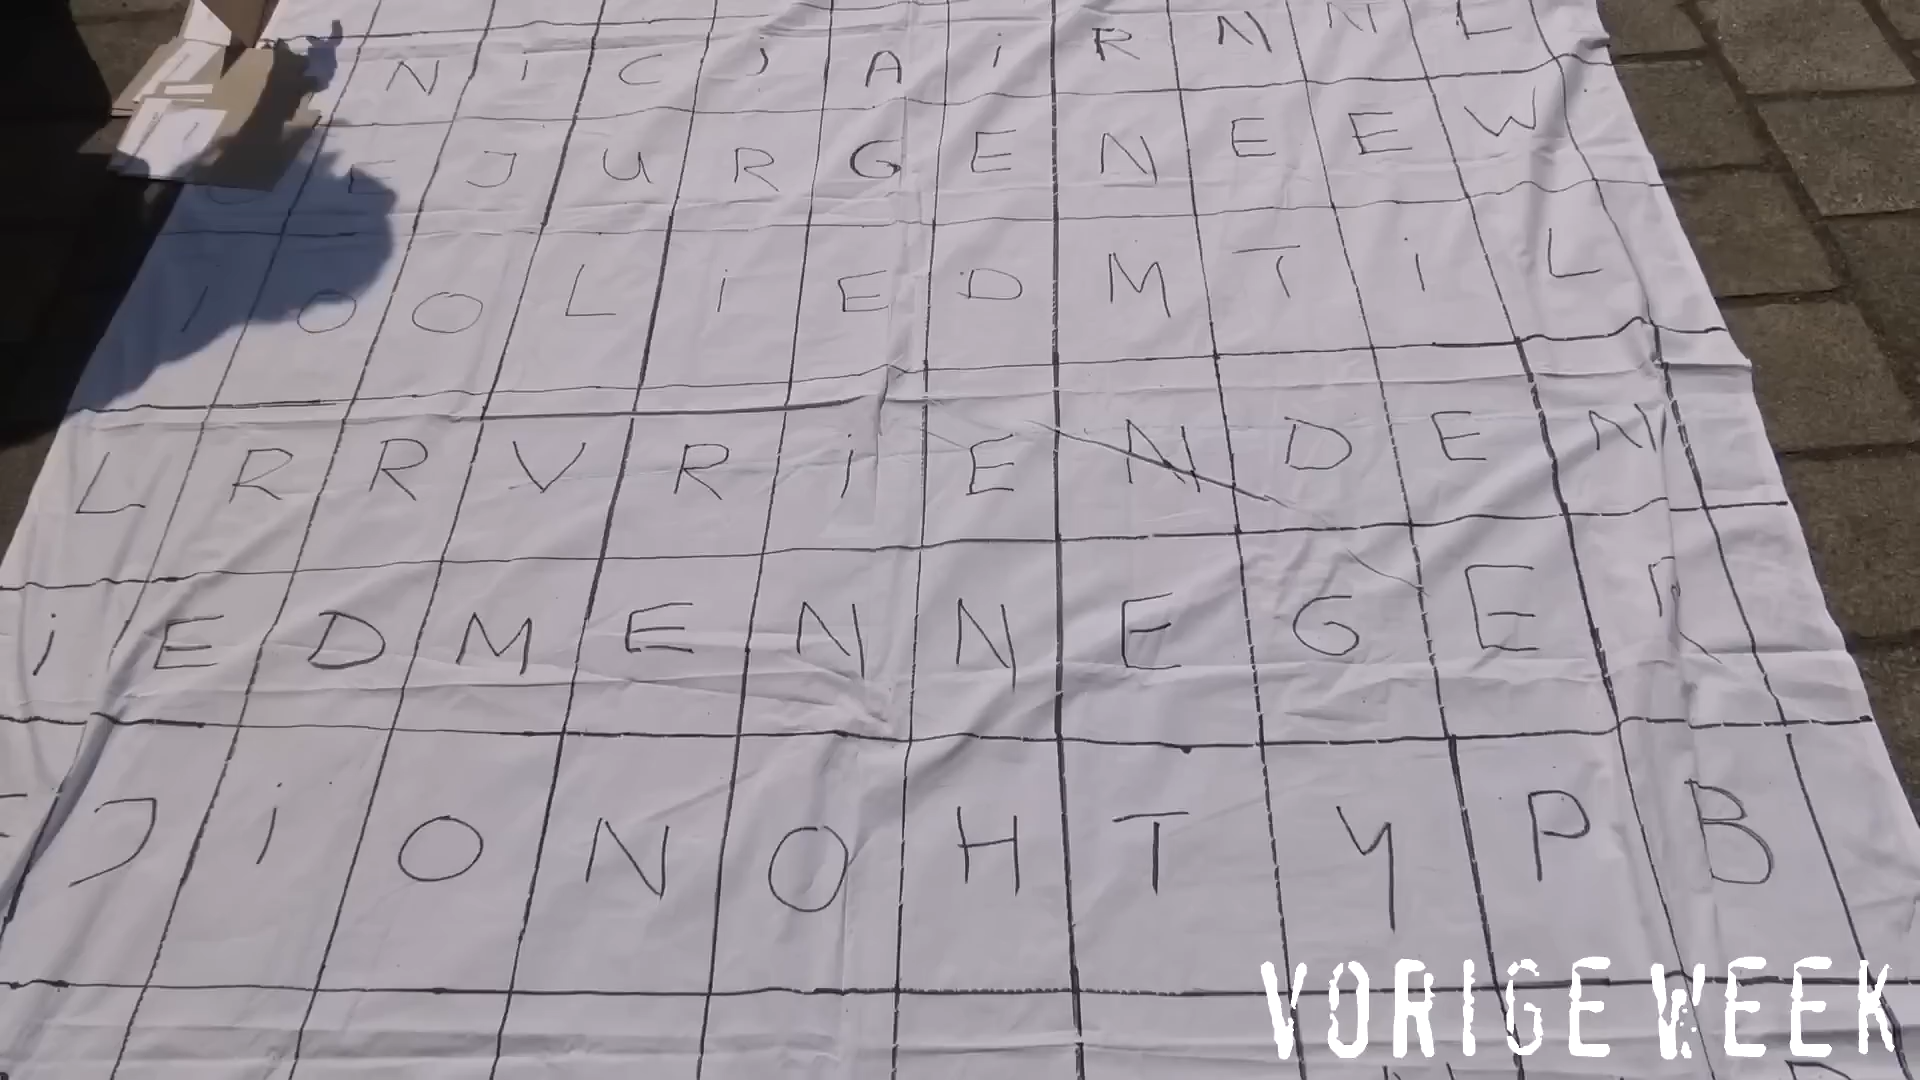 N I C J A I R N N L
E J U R G E N E E W
I O O L I E D M T I L
L R R V R I E N D E N
I E D M E N N E G E R
J I O N O H T Y P B
VORIGE WEEK